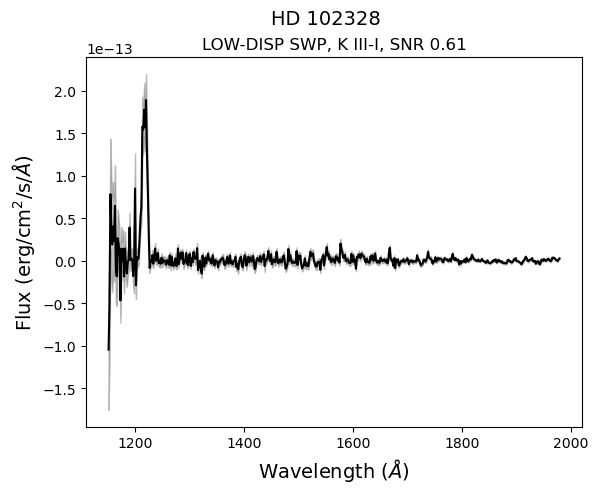 HD 102328
LOW-DISP SWP, K III-I, SNR 0.61
1e−13
2.0
1.5
1.0
0.5
0.0
−0.5
−1.0
−1.5
Flux (erg/cm²/s/Å)
1200 1400 1600 1800 2000
Wavelength (Å)